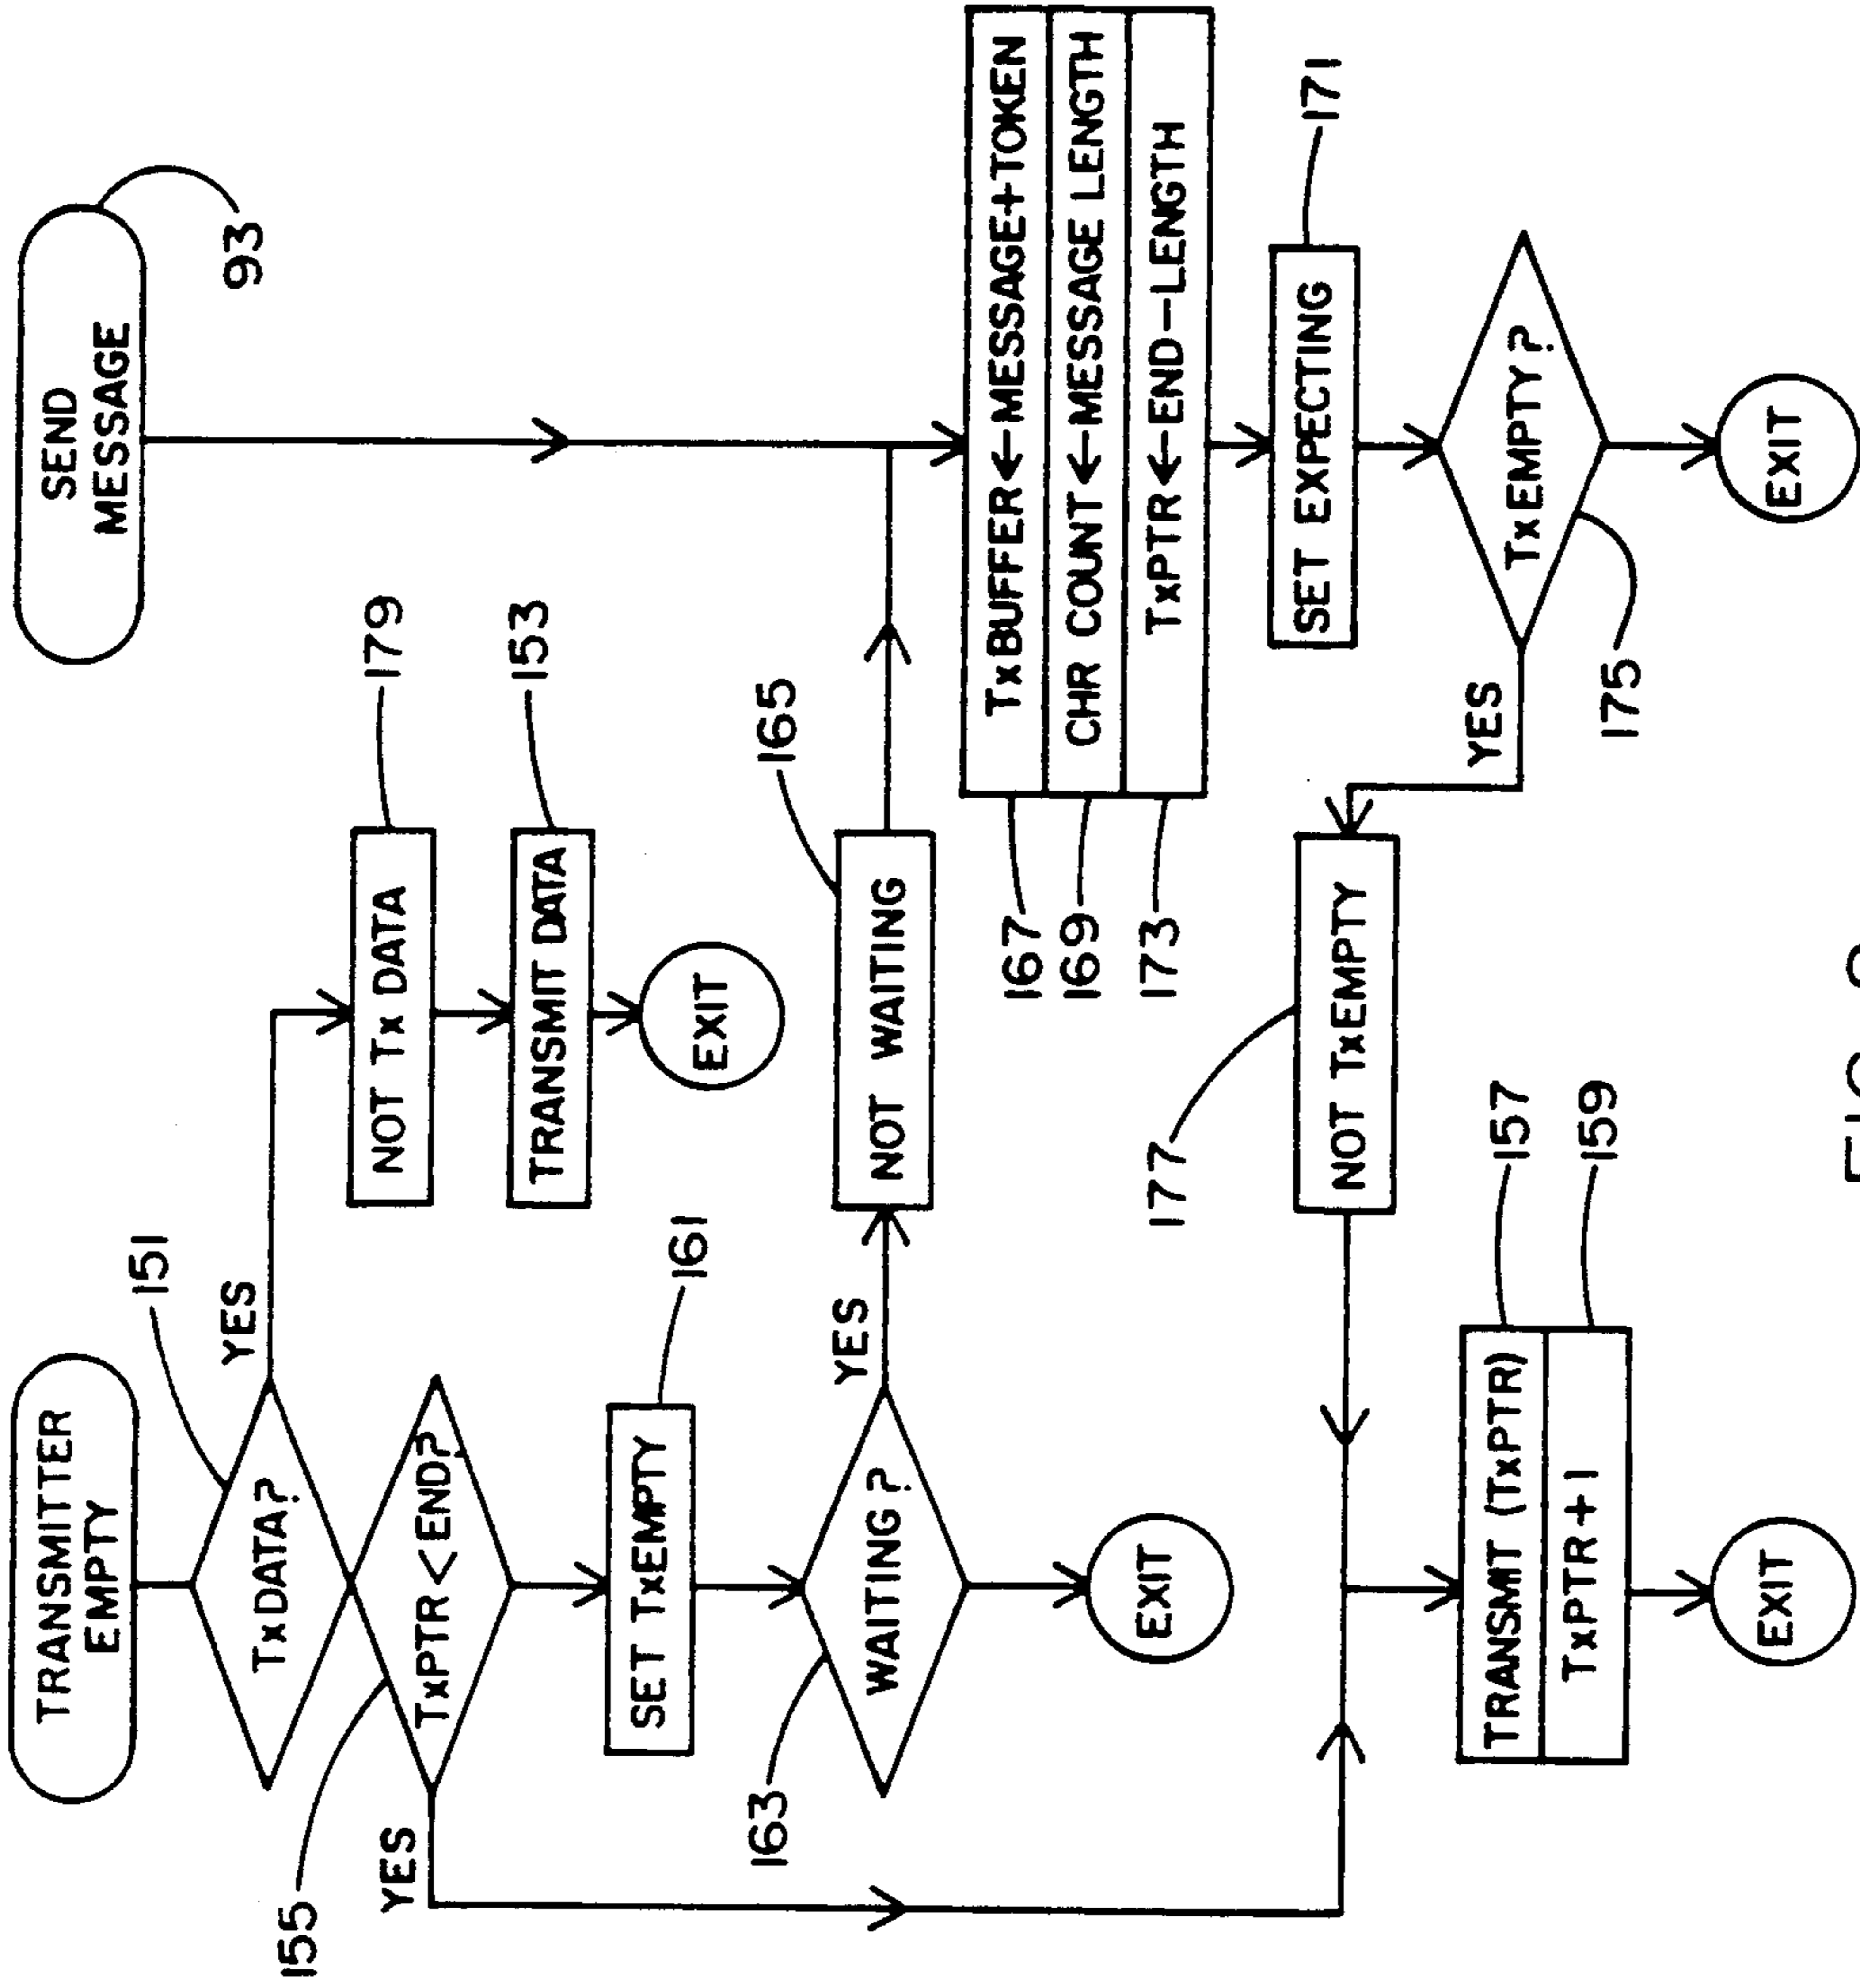 TRANSMITTER
EMPTY
151
TxDATA?
YES
NOT Tx DATA
179
TRANSMIT DATA
153
EXIT
155
TxPTR < END?
YES
SET TxEMPTY
161
163
WAITING?
YES
NOT WAITING
165
EXIT
SEND
MESSAGE
93
TxBUFFER←MESSAGE+TOKEN
CHR COUNT←MESSAGE LENGTH
TxPTR←END-LENGTH
167
169
173
SET EXPECTING
171
TxEMPTY?
175
YES
EXIT
NOT TxEMPTY
177
TRANSMIT (TxPTR)
157
TxPTR+1
159
EXIT